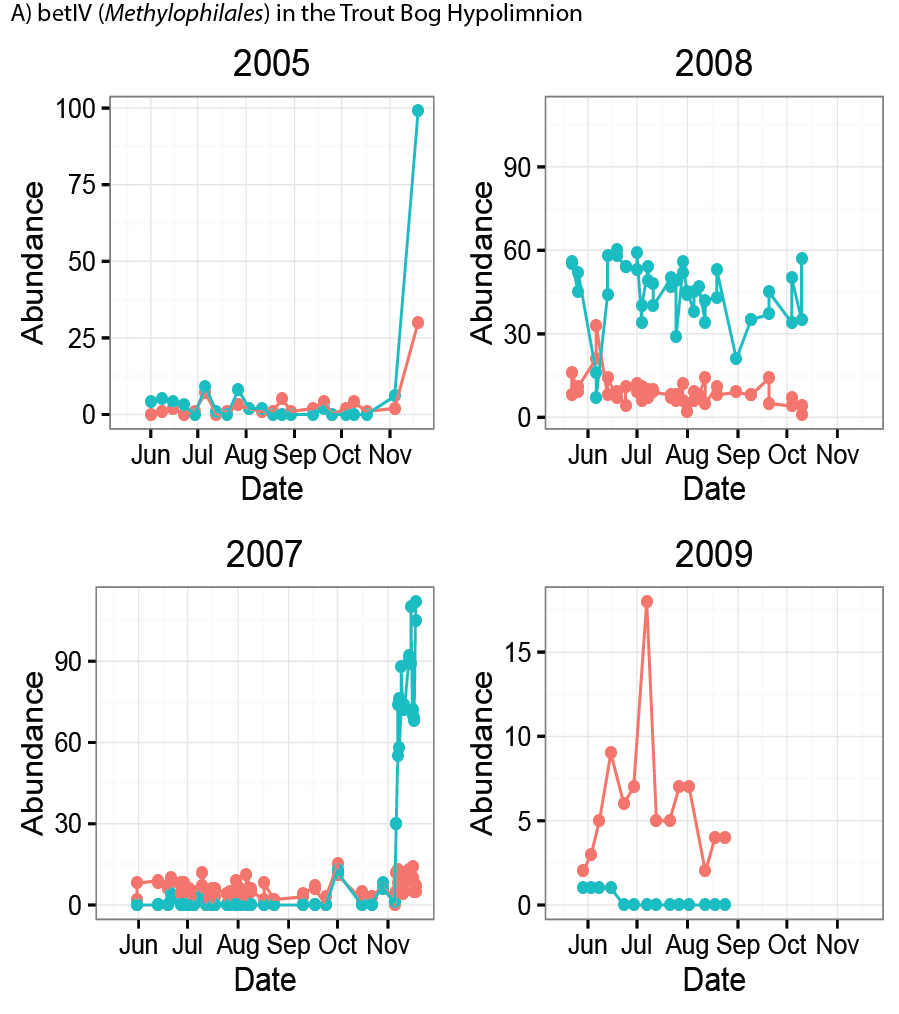 A) betIV (Methylophilales) in the Trout Bog Hypolimnion
2005
100
75
50
25
0
Abundance
Jun Jul Aug Sep Oct Nov
Date
2008
90
60
30
0
Abundance
Jun Jul Aug Sep Oct Nov
Date
2007
90
60
30
0
Abundance
Jun Jul Aug Sep Oct Nov
Date
2009
15
10
5
0
Abundance
Jun Jul Aug Sep Oct Nov
Date